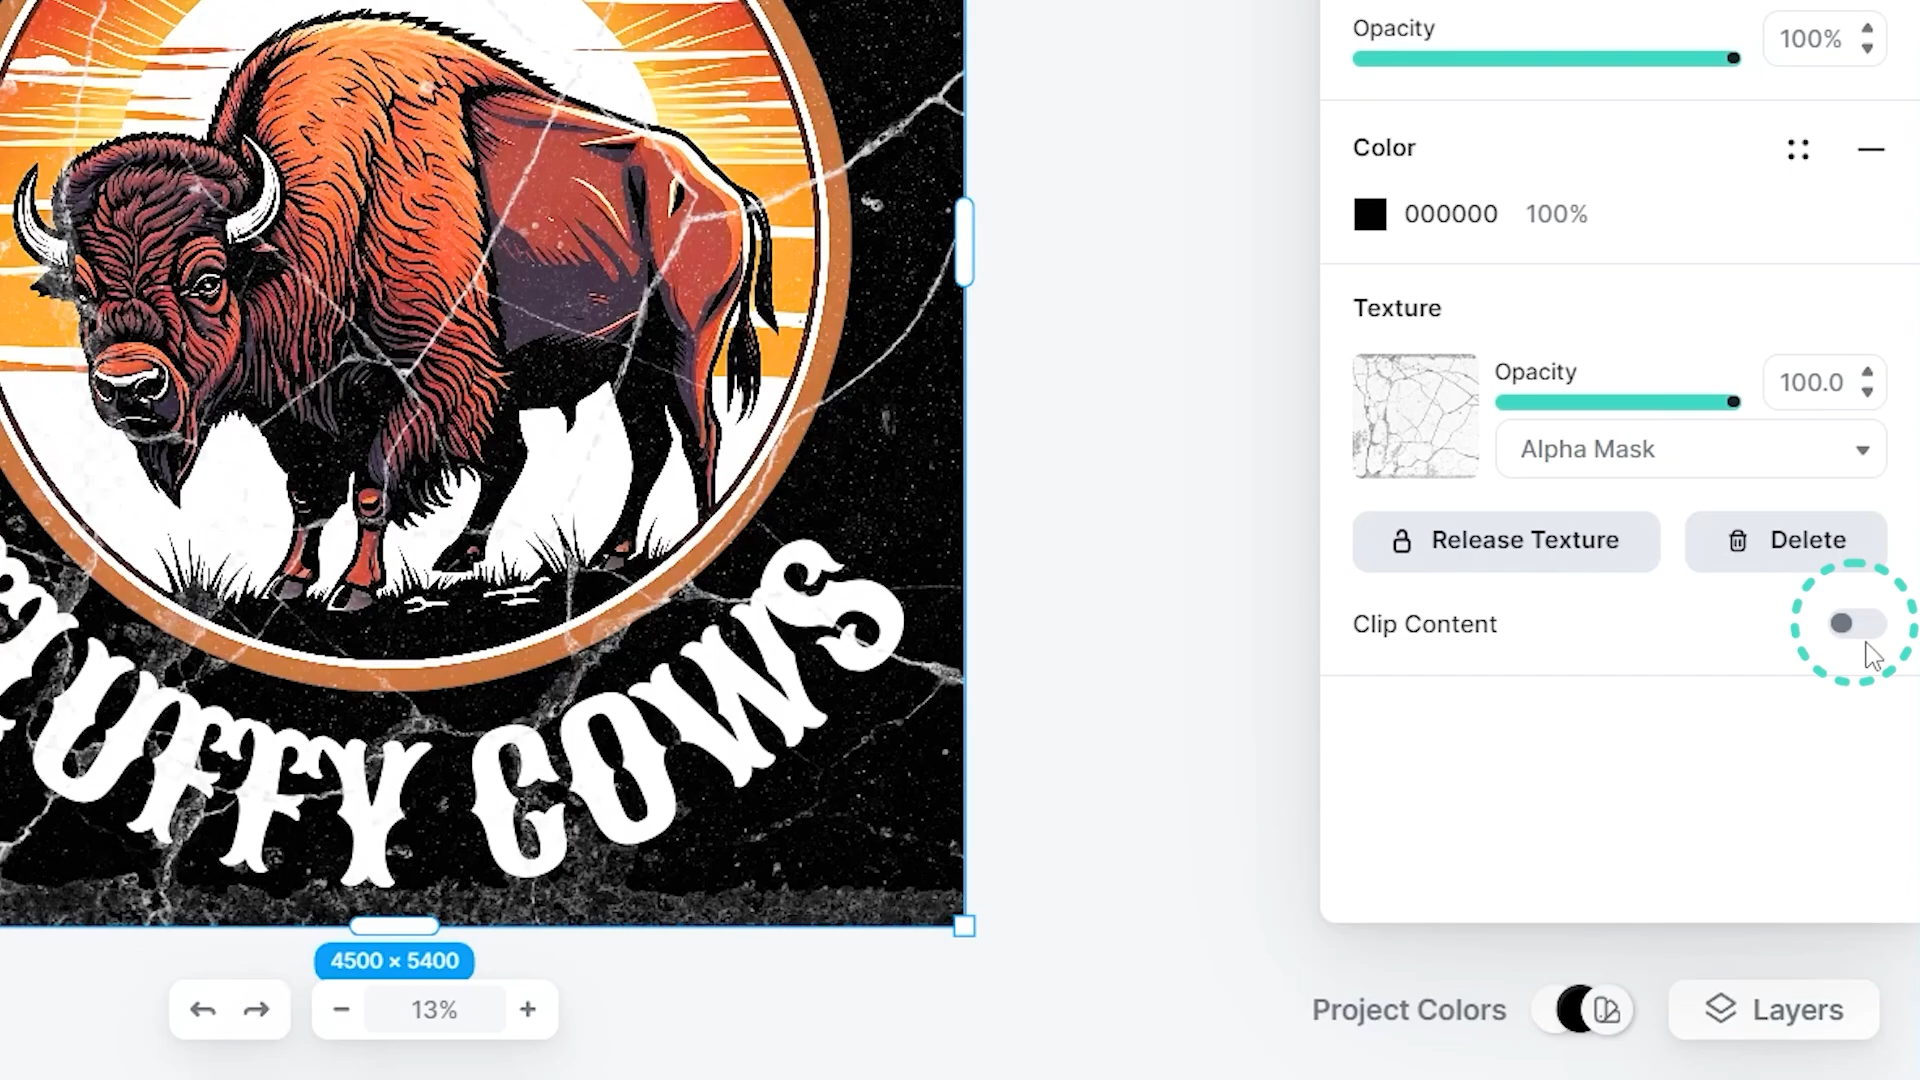 Opacity
100%
Color
000000 100%
Texture
Opacity
100.0
Alpha Mask
Release Texture
Delete
Clip Content
UFFY COWS
4500 × 5400
13%
Project Colors
Layers